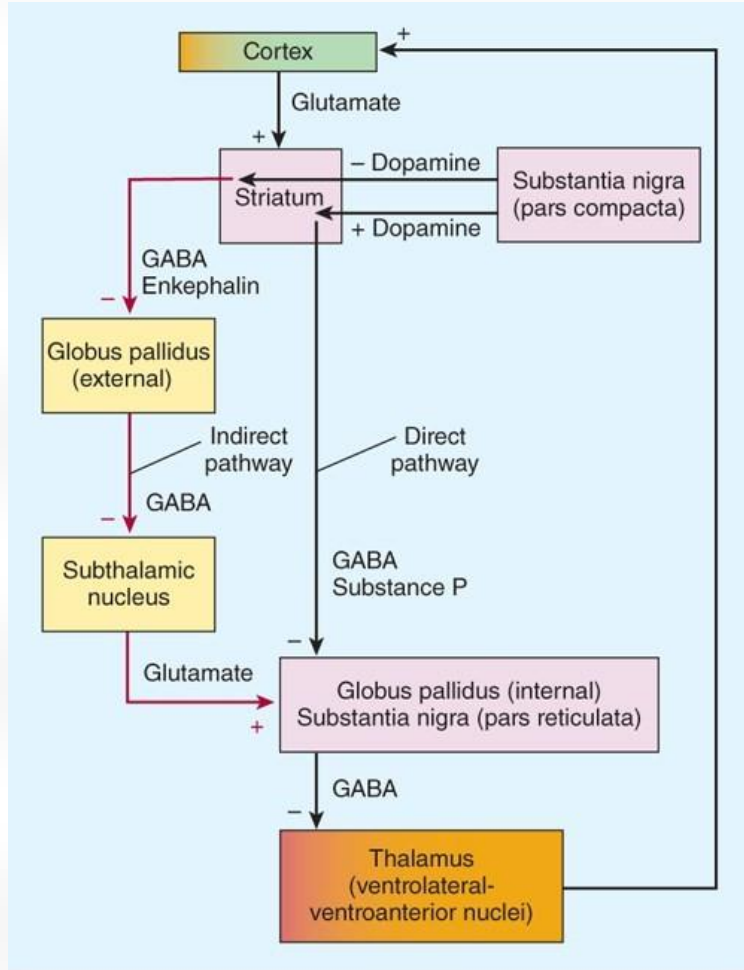 +
Cortex
Glutamate
+
– Dopamine
Striatum
Substantia nigra
(pars compacta)
+ Dopamine
GABA
Enkephalin
–
Globus pallidus
(external)
Indirect
pathway
Direct
pathway
GABA
–
Subthalamic
nucleus
GABA
Substance P
–
Glutamate
+
Globus pallidus (internal)
Substantia nigra (pars reticulata)
GABA
–
Thalamus
(ventrolateral-
ventroanterior nuclei)